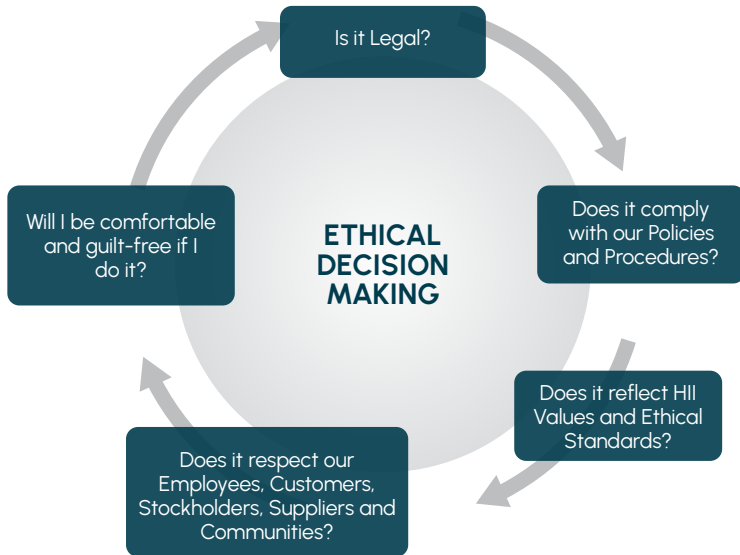 Is it Legal?
Does it comply
with our Policies
and Procedures?
Does it reflect HII
Values and Ethical
Standards?
Does it respect our
Employees, Customers,
Stockholders, Suppliers and
Communities?
Will I be comfortable
and guilt-free if I
do it?
ETHICAL
DECISION
MAKING